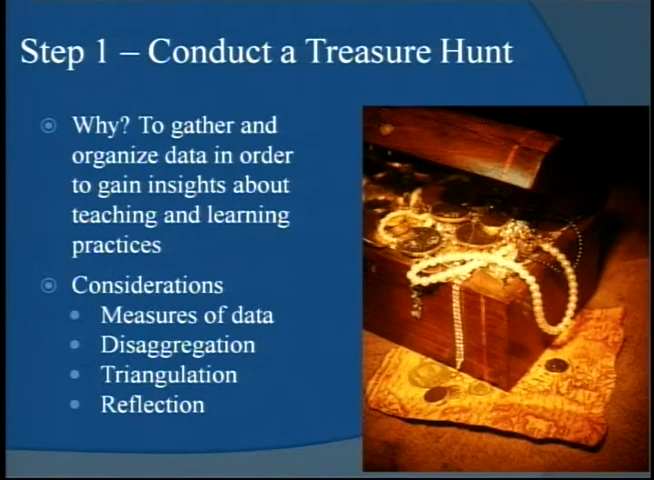 Step 1 – Conduct a Treasure Hunt
Why? To gather and
organize data in order
to gain insights about
teaching and learning
practices
Considerations
Measures of data
Disaggregation
Triangulation
Reflection